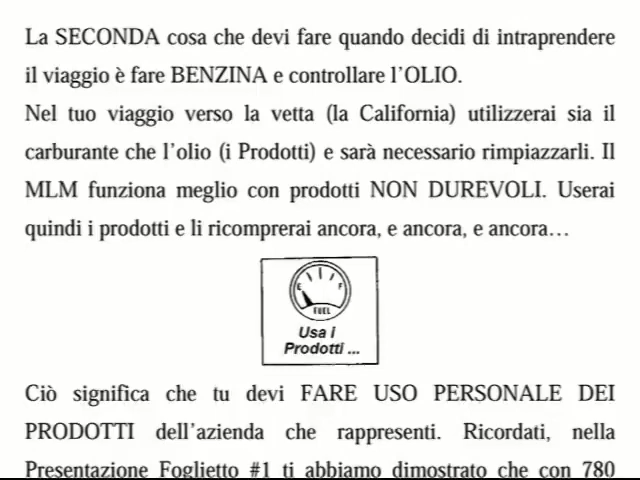 La SECONDA cosa che devi fare quando decidi di intraprendere
il viaggio è fare BENZINA e controllare l'OLIO.
Nel tuo viaggio verso la vetta (la California) utilizzerai sia il
carburante che l'olio (i Prodotti) e sarà necessario rimpiazzarli. Il
MLM funziona meglio con prodotti NON DUREVOLI. Userai
quindi i prodotti e li ricomprerai ancora, e ancora, e ancora…
E F
FUEL
Usa i
Prodotti ...
Ciò significa che tu devi FARE USO PERSONALE DEI
PRODOTTI dell'azienda che rappresenti. Ricordati, nella
Presentazione Foglietto #1 ti abbiamo dimostrato che con 780